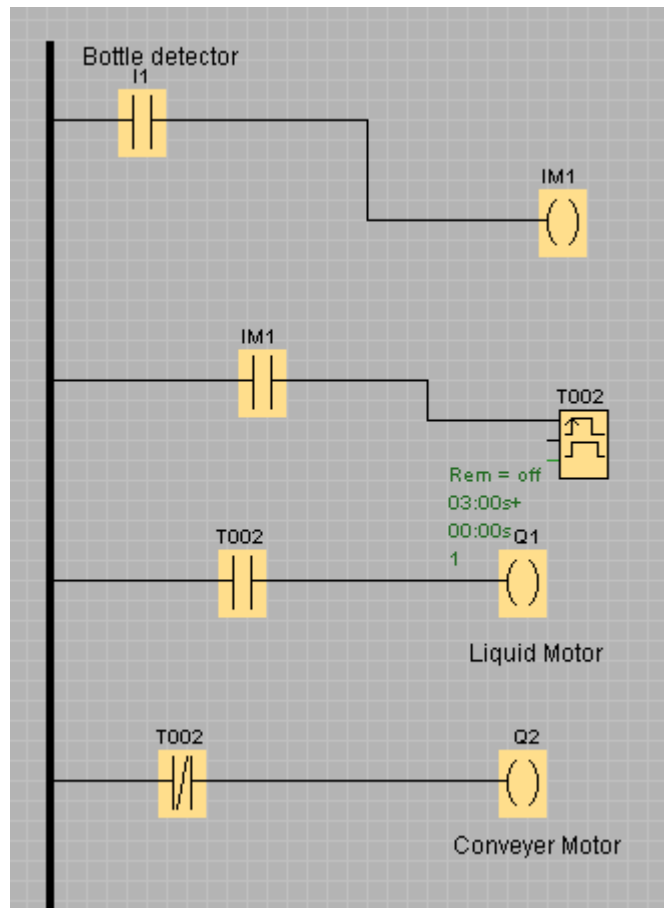 Bottle detector
I1
IM1
IM1
T002
Rem = off
03:00s+
00:00s
1
T002
Q1
Liquid Motor
T002
Q2
Conveyer Motor